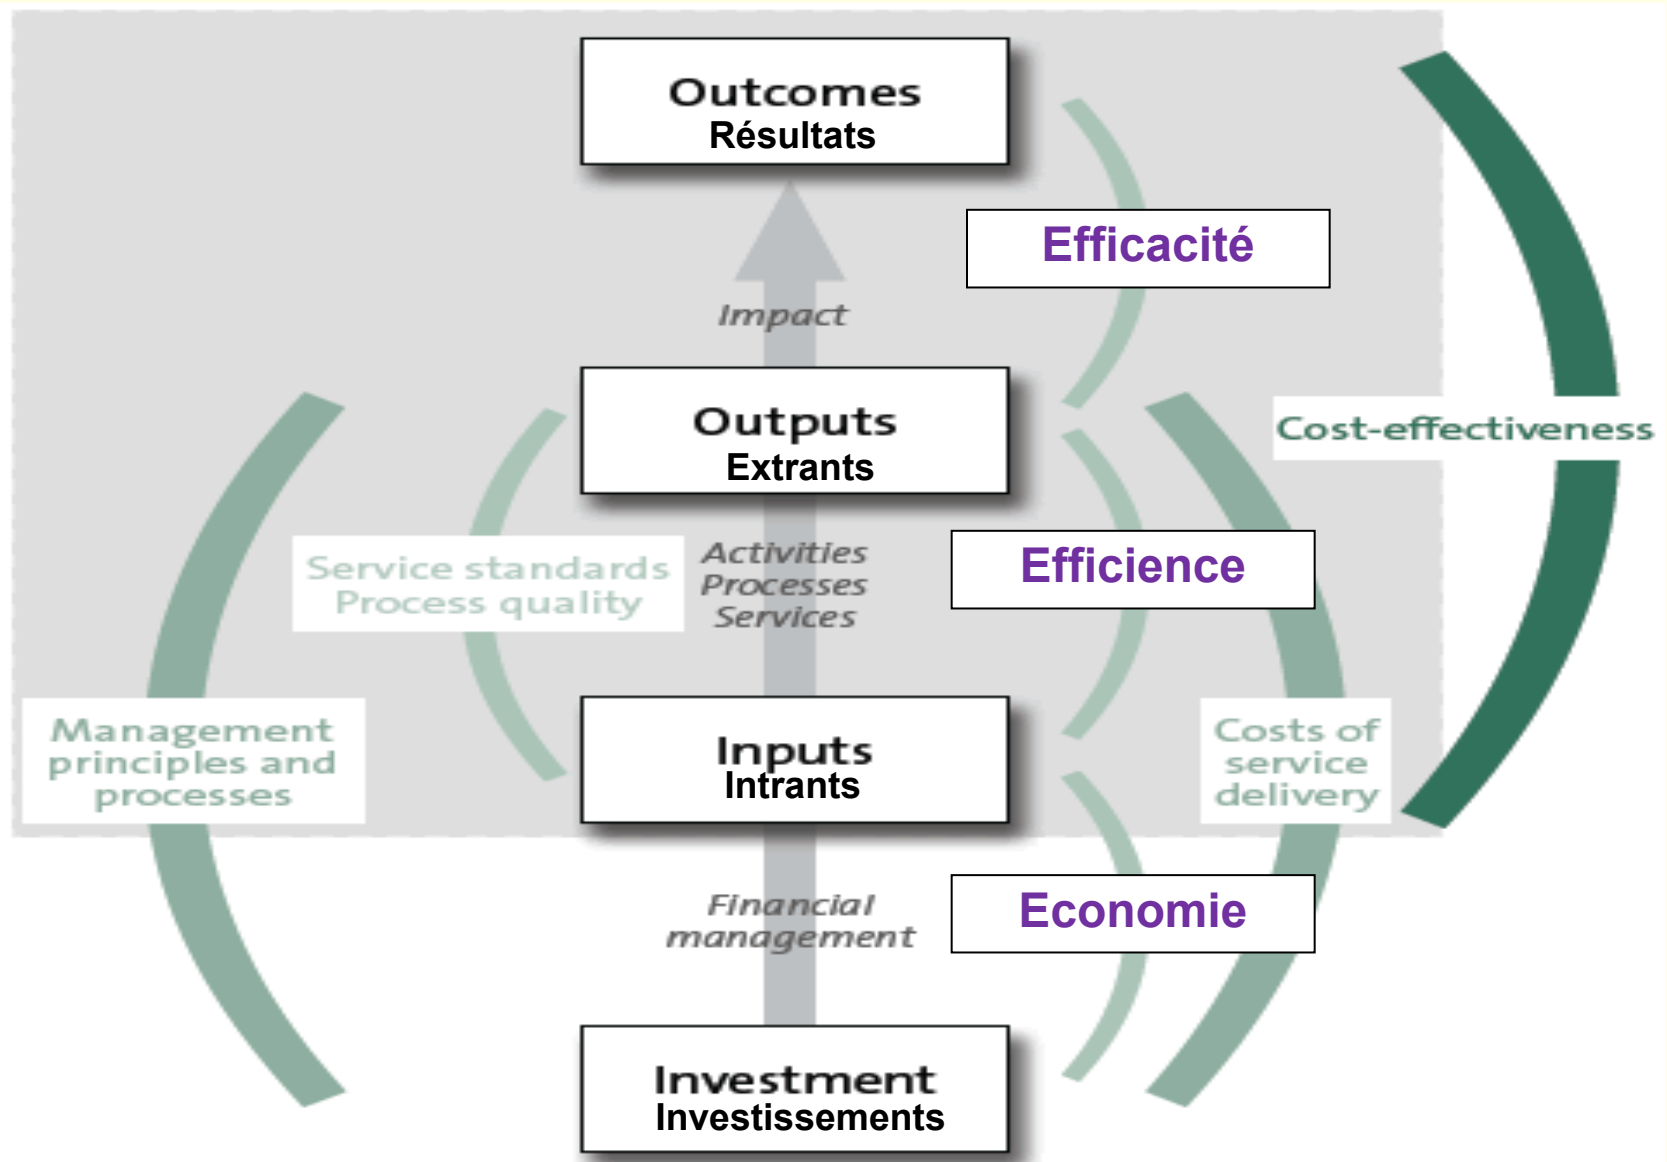 Outcomes
Résultats
Efficacité
Impact
Cost-effectiveness
Outputs
Extrants
Service standards
Process quality
Activities
Processes
Services
Efficience
Management
principles and
processes
Inputs
Intrants
Costs of
service
delivery
Financial
management
Economie
Investment
Investissements